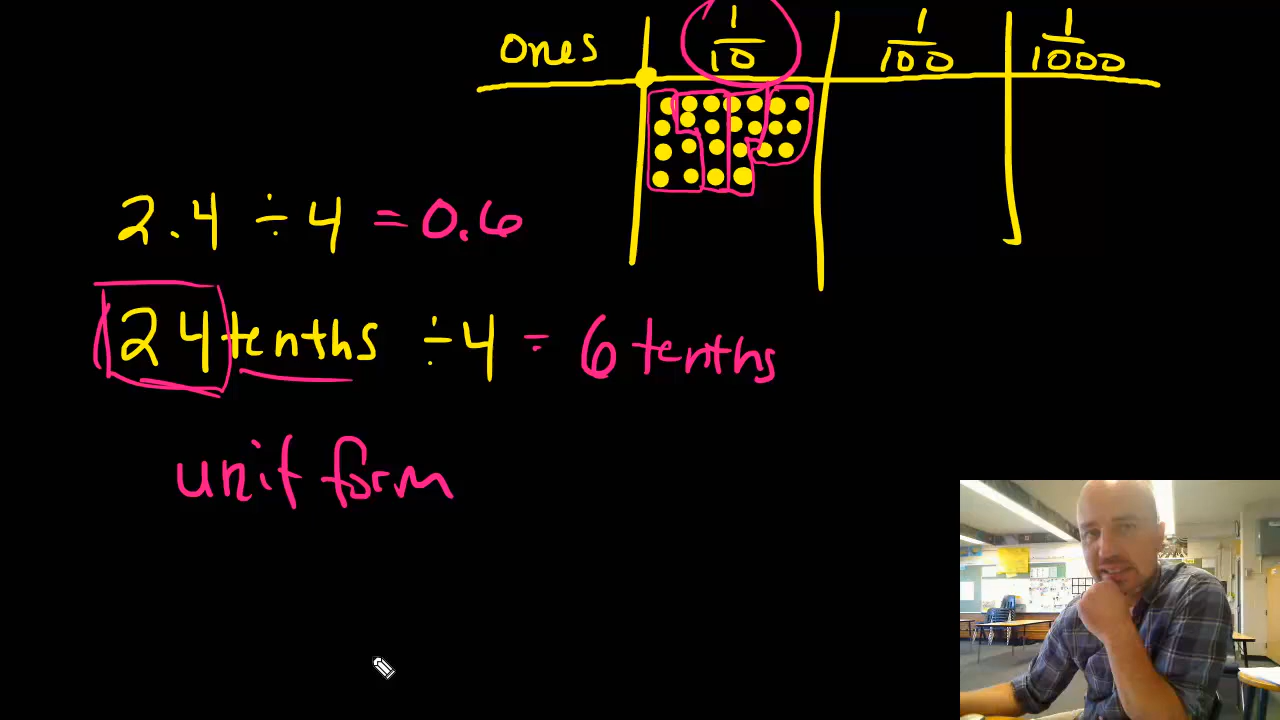 ones 1/10 1/100 1/1000
2.4 ÷ 4 = 0.6
24 tenths ÷ 4 = 6 tenths
unit form